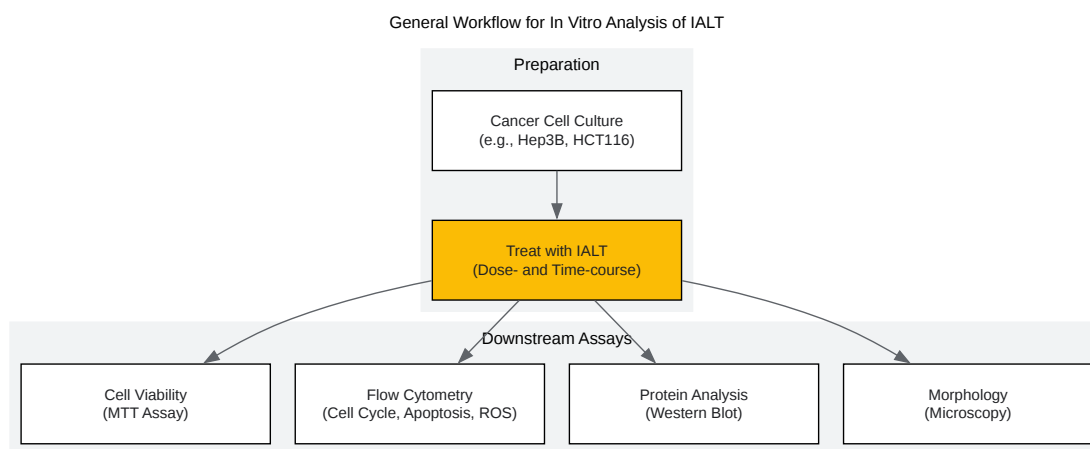 General Workflow for In Vitro Analysis of IALT
Preparation
Cancer Cell Culture
(e.g., Hep3B, HCT116)
Treat with IALT
(Dose- and Time-course)
Downstream Assays
Cell Viability
(MTT Assay)
Flow Cytometry
(Cell Cycle, Apoptosis, ROS)
Protein Analysis
(Western Blot)
Morphology
(Microscopy)